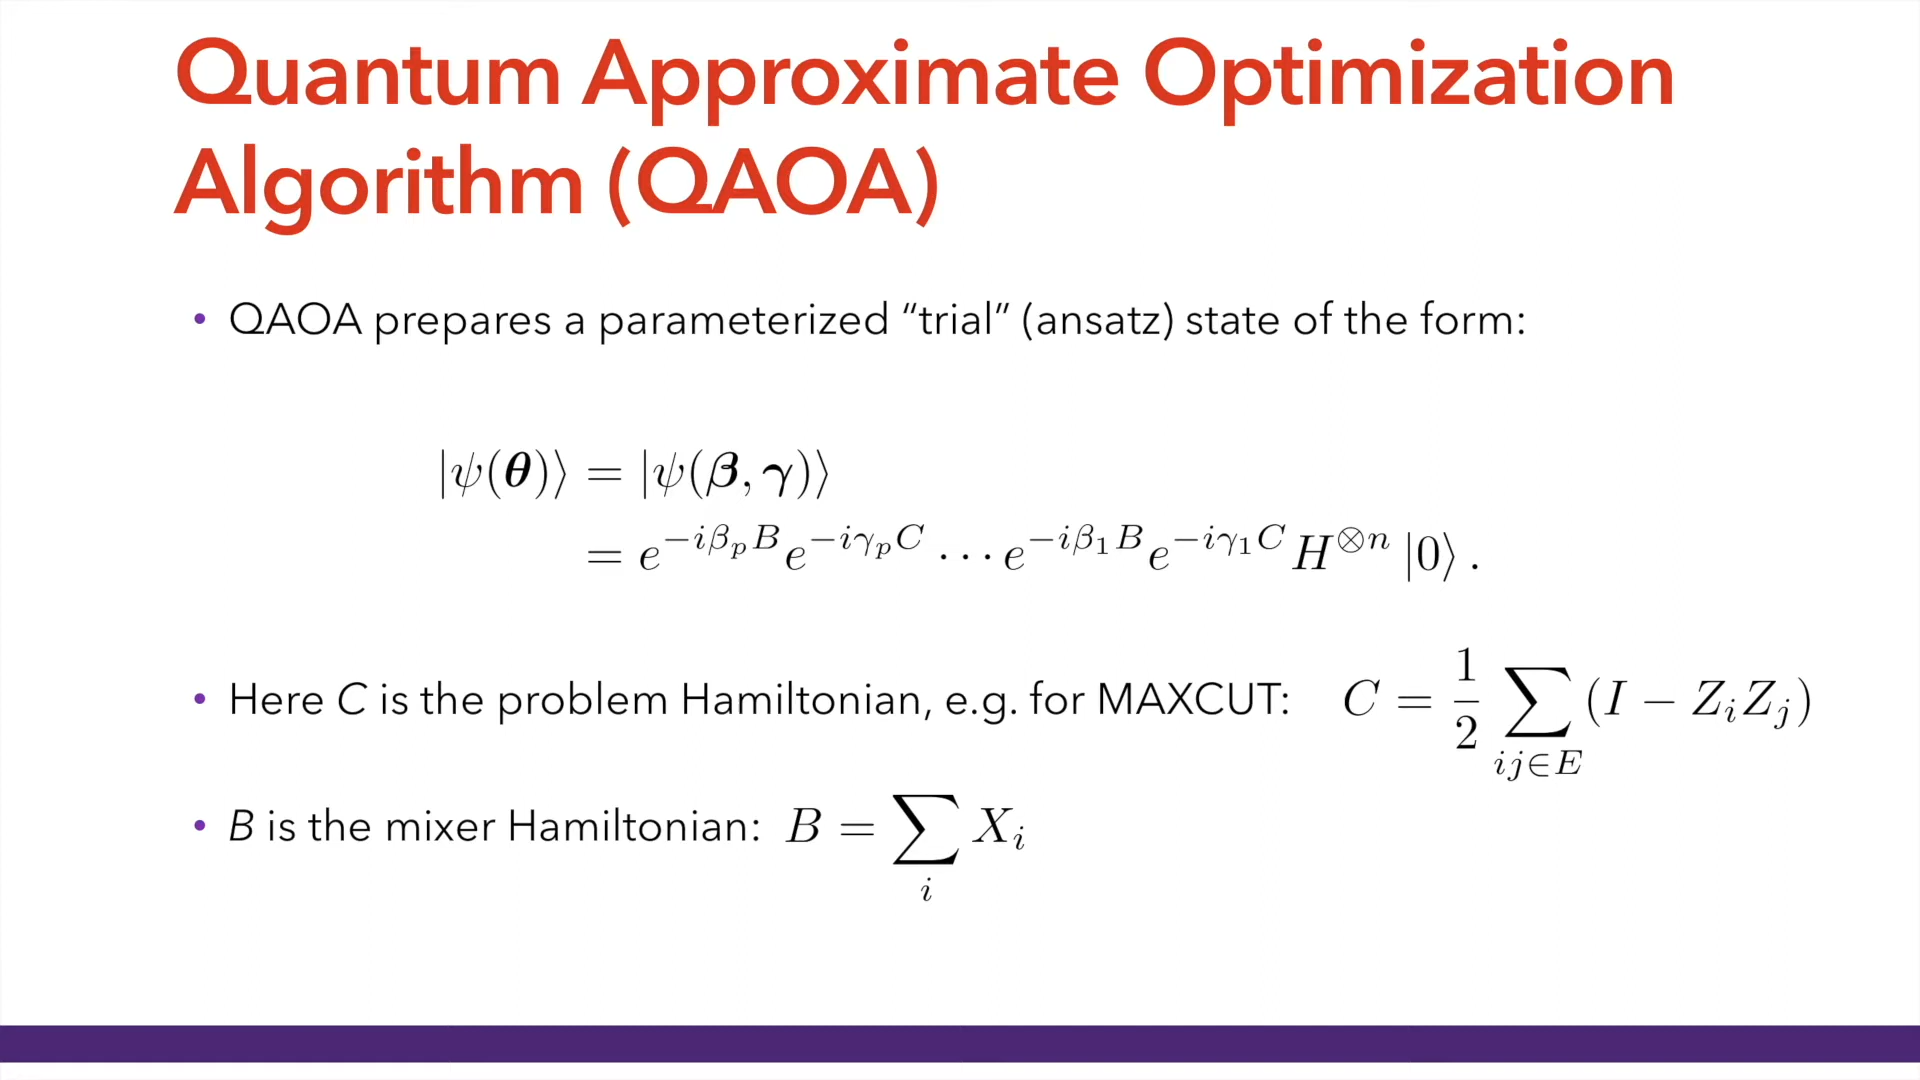 Quantum Approximate Optimization
Algorithm (QAOA)
• QAOA prepares a parameterized “trial” (ansatz) state of the form:
|ψ(𝜽)⟩ = |ψ(𝜷, 𝜸)⟩
= e^{−iβ_p B} e^{−iγ_p C} ⋯ e^{−iβ_1 B} e^{−iγ_1 C} H^{⊗n} |0⟩ .
• Here C is the problem Hamiltonian, e.g. for MAXCUT: C = \frac{1}{2} ∑_{ij∈E} (I − Z_i Z_j)
• B is the mixer Hamiltonian: B = ∑_i X_i